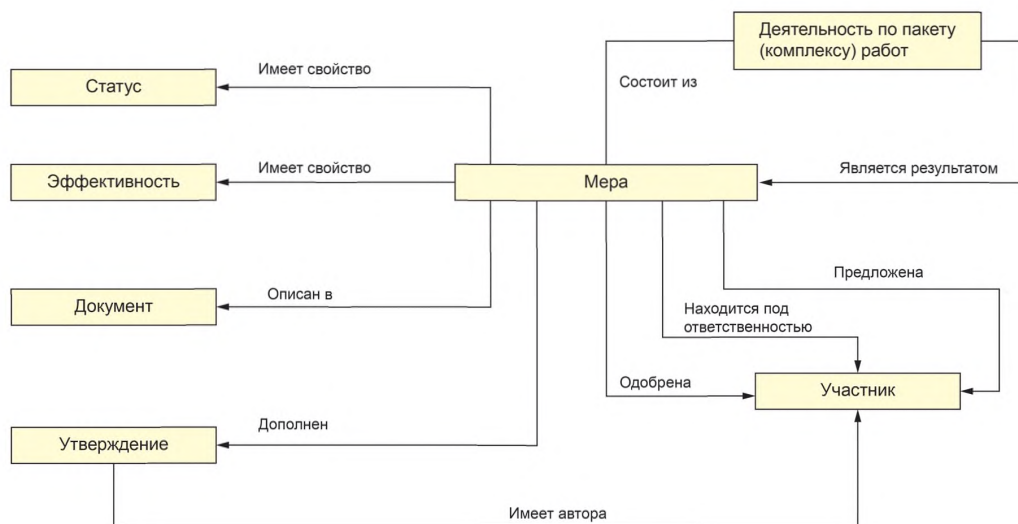 Деятельность по пакету
(комплексу) работ
Имеет свойство
Статус
Состоит из
Имеет свойство
Эффективность
Мера
Является результатом
Предложена
Документ
Описан в
Находится под
ответственностью
Одобрена
Участник
Дополнен
Утверждение
Имеет автора